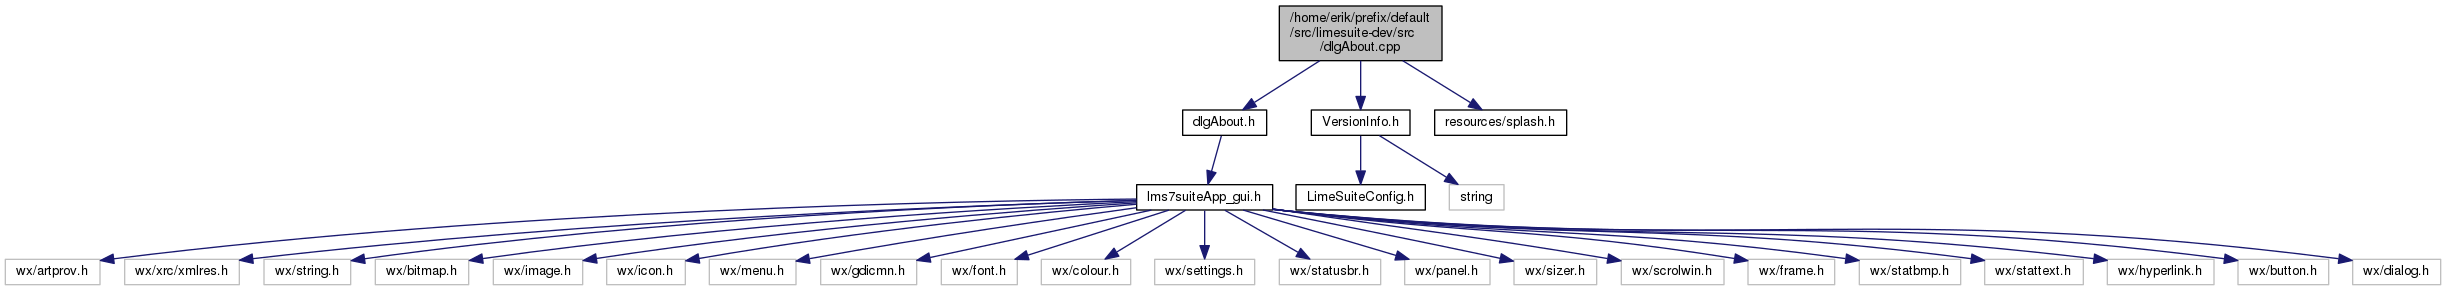 /home/erik/prefix/default
/src/limesuite-dev/src
/dlgAbout.cpp
dlgAbout.h
VersionInfo.h
resources/splash.h
lms7suiteApp_gui.h
LimeSuiteConfig.h
string
wx/artprov.h
wx/xrc/xmlres.h
wx/string.h
wx/bitmap.h
wx/image.h
wx/icon.h
wx/menu.h
wx/gdicmn.h
wx/font.h
wx/colour.h
wx/settings.h
wx/statusbr.h
wx/panel.h
wx/sizer.h
wx/scrolwin.h
wx/frame.h
wx/statbmp.h
wx/stattext.h
wx/hyperlink.h
wx/button.h
wx/dialog.h